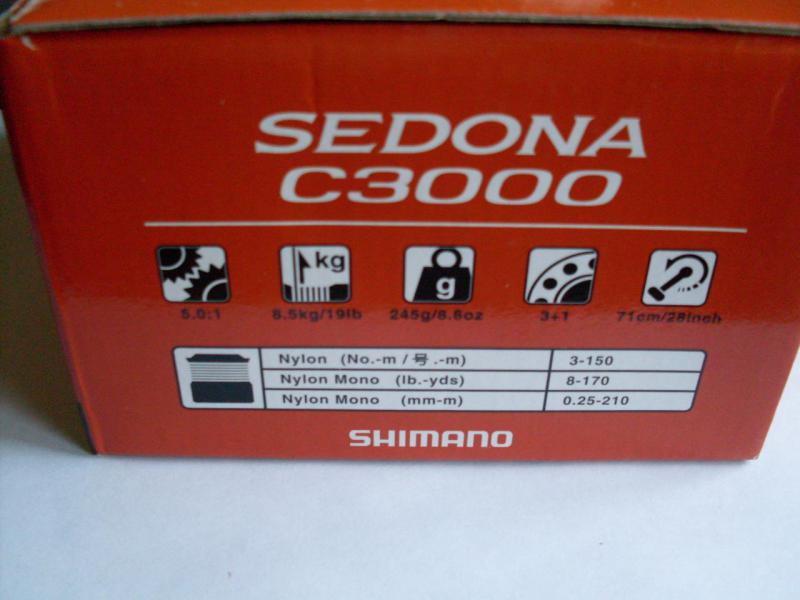 SEDONA
C3000
kg g
5.0:1 8.5kg/19lb 245g/8.6oz 3+1 71cm/28inch
Nylon (No.-m / 号.-m) 3-150
Nylon Mono (lb.-yds) 8-170
Nylon Mono (mm-m) 0.25-210
SHIMANO